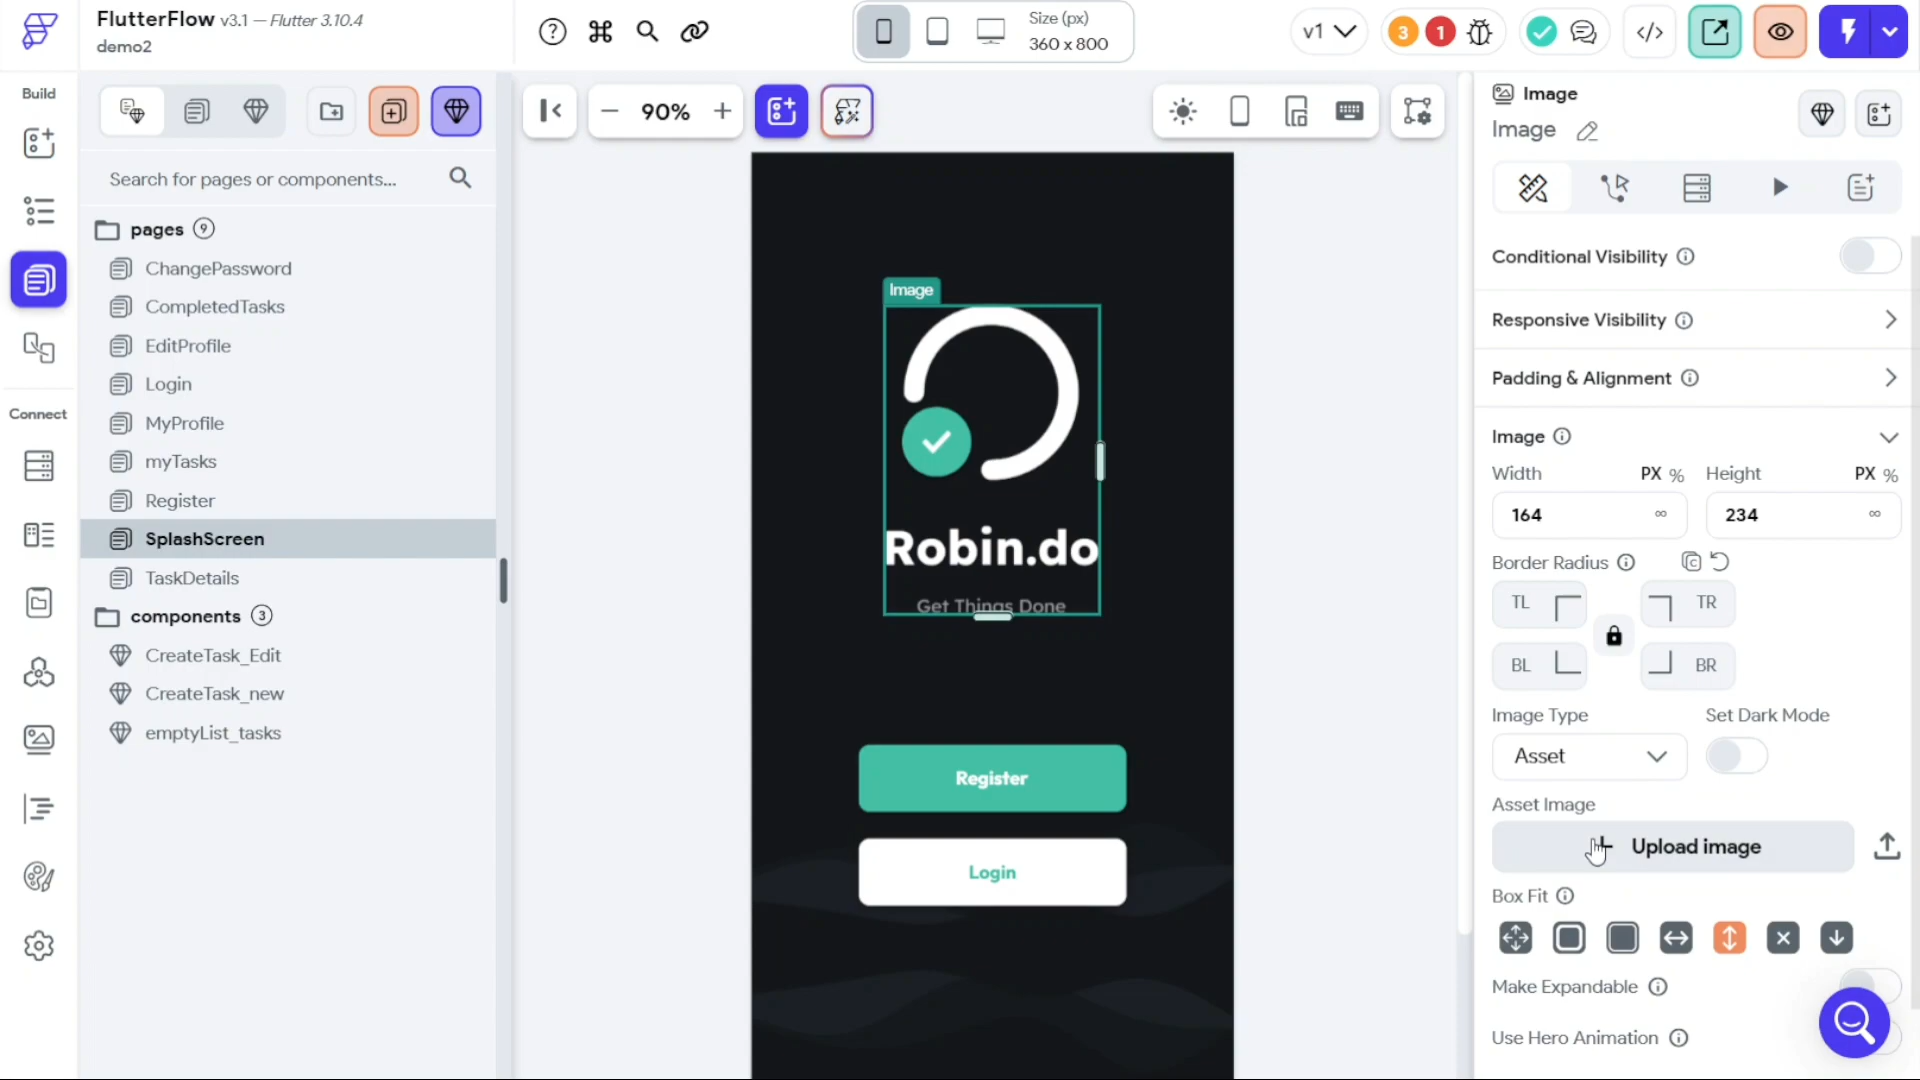 FlutterFlow v3.1 — Flutter 3.10.4
demo2
Size (px)
360 x 800
v1
3
1
Build
90%
Search for pages or components...
pages 9
ChangePassword
CompletedTasks
EditProfile
Login
MyProfile
myTasks
Register
SplashScreen
TaskDetails
components 3
CreateTask_Edit
CreateTask_new
emptyList_tasks
Connect
Image
Robin.do
Get Things Done
Register
Login
Image
Image
Conditional Visibility
Responsive Visibility
Padding & Alignment
Image
Width PX % Height PX %
164 ∞ 234 ∞
Border Radius
TL TR
BL BR
Image Type Set Dark Mode
Asset
Asset Image
Upload image
Box Fit
Make Expandable
Use Hero Animation